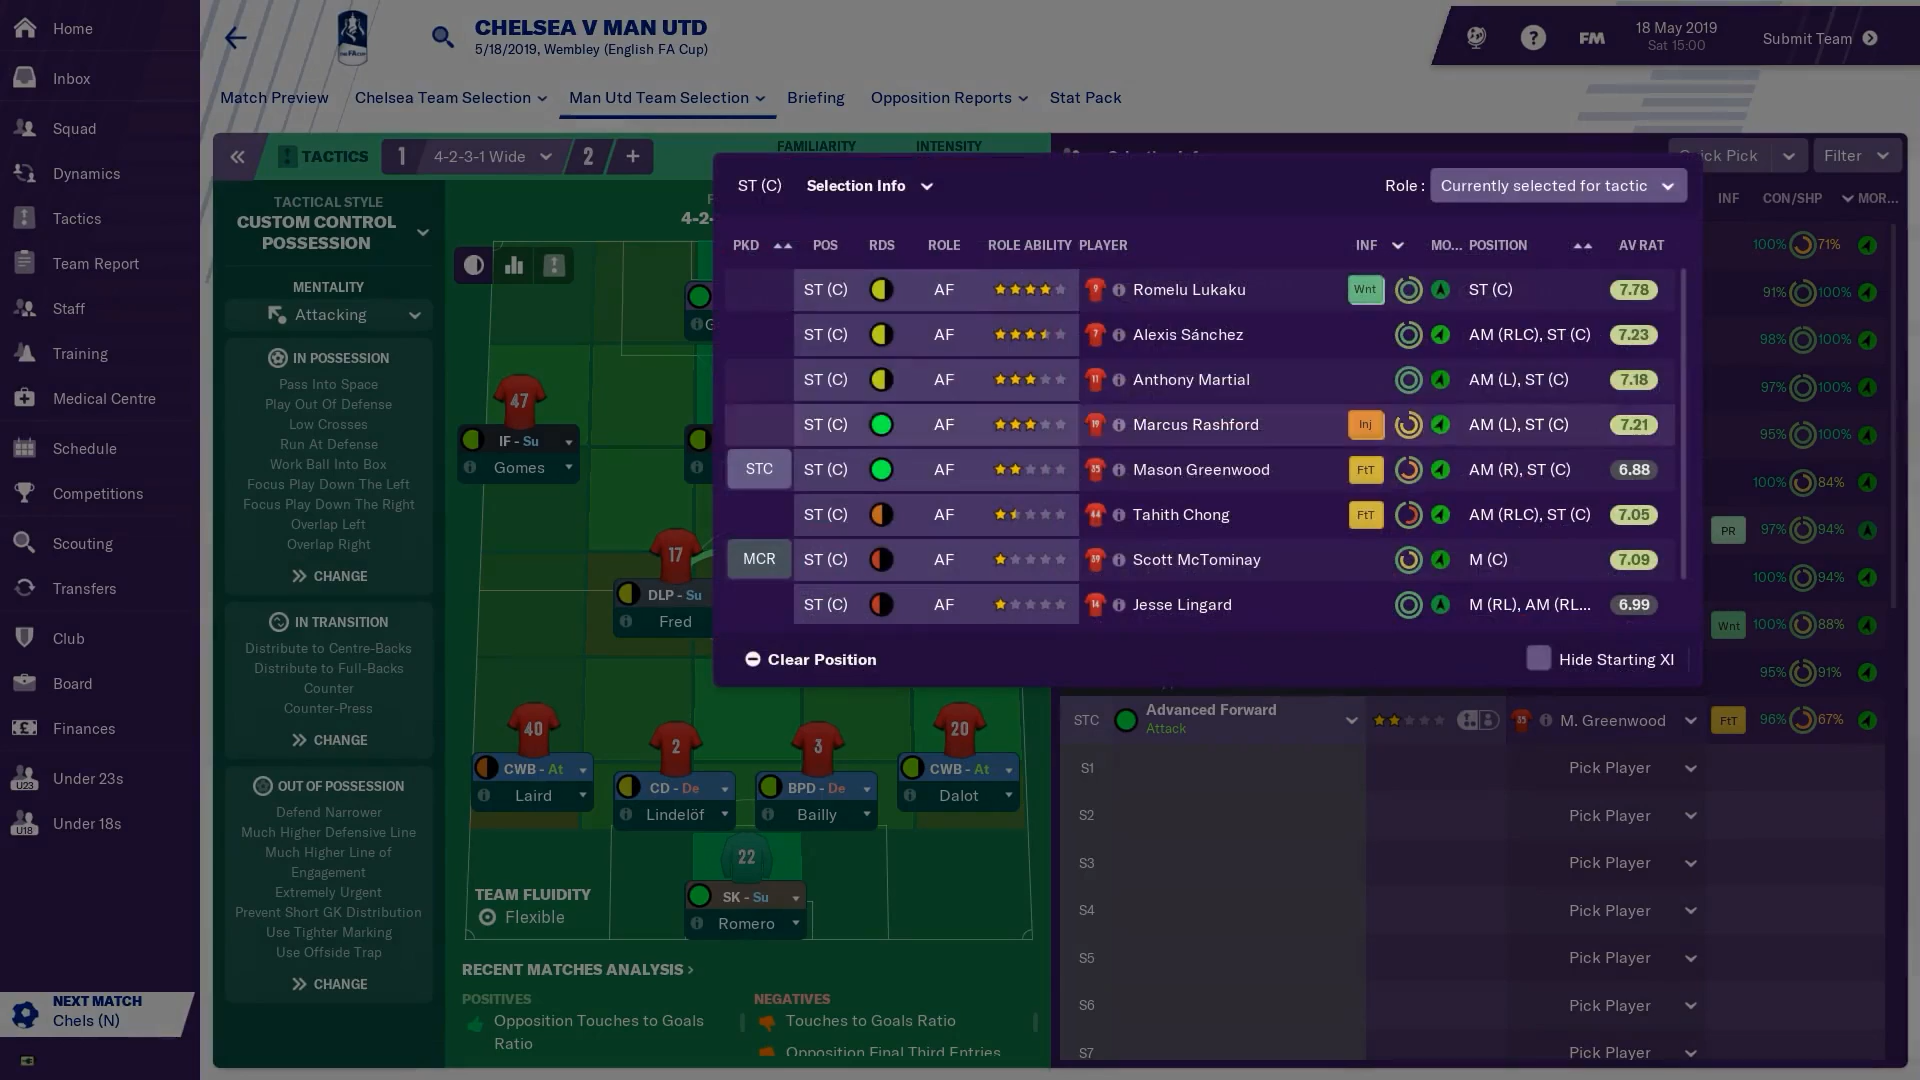 Home
Inbox
Squad
Dynamics
Tactics
Team Report
Staff
Training
Medical Centre
Schedule
Competitions
Scouting
Transfers
Club
Board
Finances
Under 23s
U23
Under 18s
U18
NEXT MATCH
Chels (N)
CHELSEA V MAN UTD
5/18/2019, Wembley (English FA Cup)
FM
18 May 2019
Sat 15:00
Submit Team
Match Preview
Chelsea Team Selection
Man Utd Team Selection
Briefing
Opposition Reports
Stat Pack
TACTICS
1
4-2-3-1 Wide
2
FAMILIARITY
INTENSITY
Quick Pick
Filter
TACTICAL STYLE
CUSTOM CONTROL
POSSESSION
MENTALITY
Attacking
IN POSSESSION
Pass Into Space
Play Out Of Defense
Low Crosses
Run At Defense
Work Ball Into Box
Focus Play Down The Left
Focus Play Down The Right
Overlap Left
Overlap Right
CHANGE
IN TRANSITION
Distribute to Centre-Backs
Distribute to Full-Backs
Counter
Counter-Press
CHANGE
OUT OF POSSESSION
Defend Narrower
Much Higher Defensive Line
Much Higher Line of
Engagement
Extremely Urgent
Prevent Short GK Distribution
Use Tighter Marking
Use Offside Trap
CHANGE
4-2-
47
IF - Su
Gomes
17
DLP - Su
Fred
40
CWB - At
Laird
2
CD - De
Lindelöf
3
BPD - De
Bailly
20
CWB - At
Dalot
22
SK - Su
Romero
TEAM FLUIDITY
Flexible
RECENT MATCHES ANALYSIS
POSITIVES
Opposition Touches to Goals
Ratio
NEGATIVES
Touches to Goals Ratio
Opposition Final Third Entries
ST (C) Selection Info
Role : Currently selected for tactic
PKD POS RDS ROLE ROLE ABILITY PLAYER INF MO... POSITION AV RAT
ST (C) AF 9 Romelu Lukaku Wnt ST (C) 7.78
ST (C) AF 7 Alexis Sánchez AM (RLC), ST (C) 7.23
ST (C) AF 11 Anthony Martial AM (L), ST (C) 7.18
ST (C) AF 19 Marcus Rashford Inj AM (L), ST (C) 7.21
STC ST (C) AF 35 Mason Greenwood FtT AM (R), ST (C) 6.88
ST (C) AF 44 Tahith Chong FtT AM (RLC), ST (C) 7.05
MCR ST (C) AF 39 Scott McTominay M (C) 7.09
ST (C) AF 14 Jesse Lingard M (RL), AM (RL... 6.99
Clear Position
Hide Starting XI
INF CON/SHP MOR...
100% 71%
91% 100%
98% 100%
97% 100%
95% 100%
100% 84%
PR 97% 94%
100% 94%
Wnt 100% 88%
95% 91%
STC Advanced Forward 35 M. Greenwood FtT 96% 67%
Attack
S1 Pick Player
S2 Pick Player
S3 Pick Player
S4 Pick Player
S5 Pick Player
S6 Pick Player
S7 Pick Player